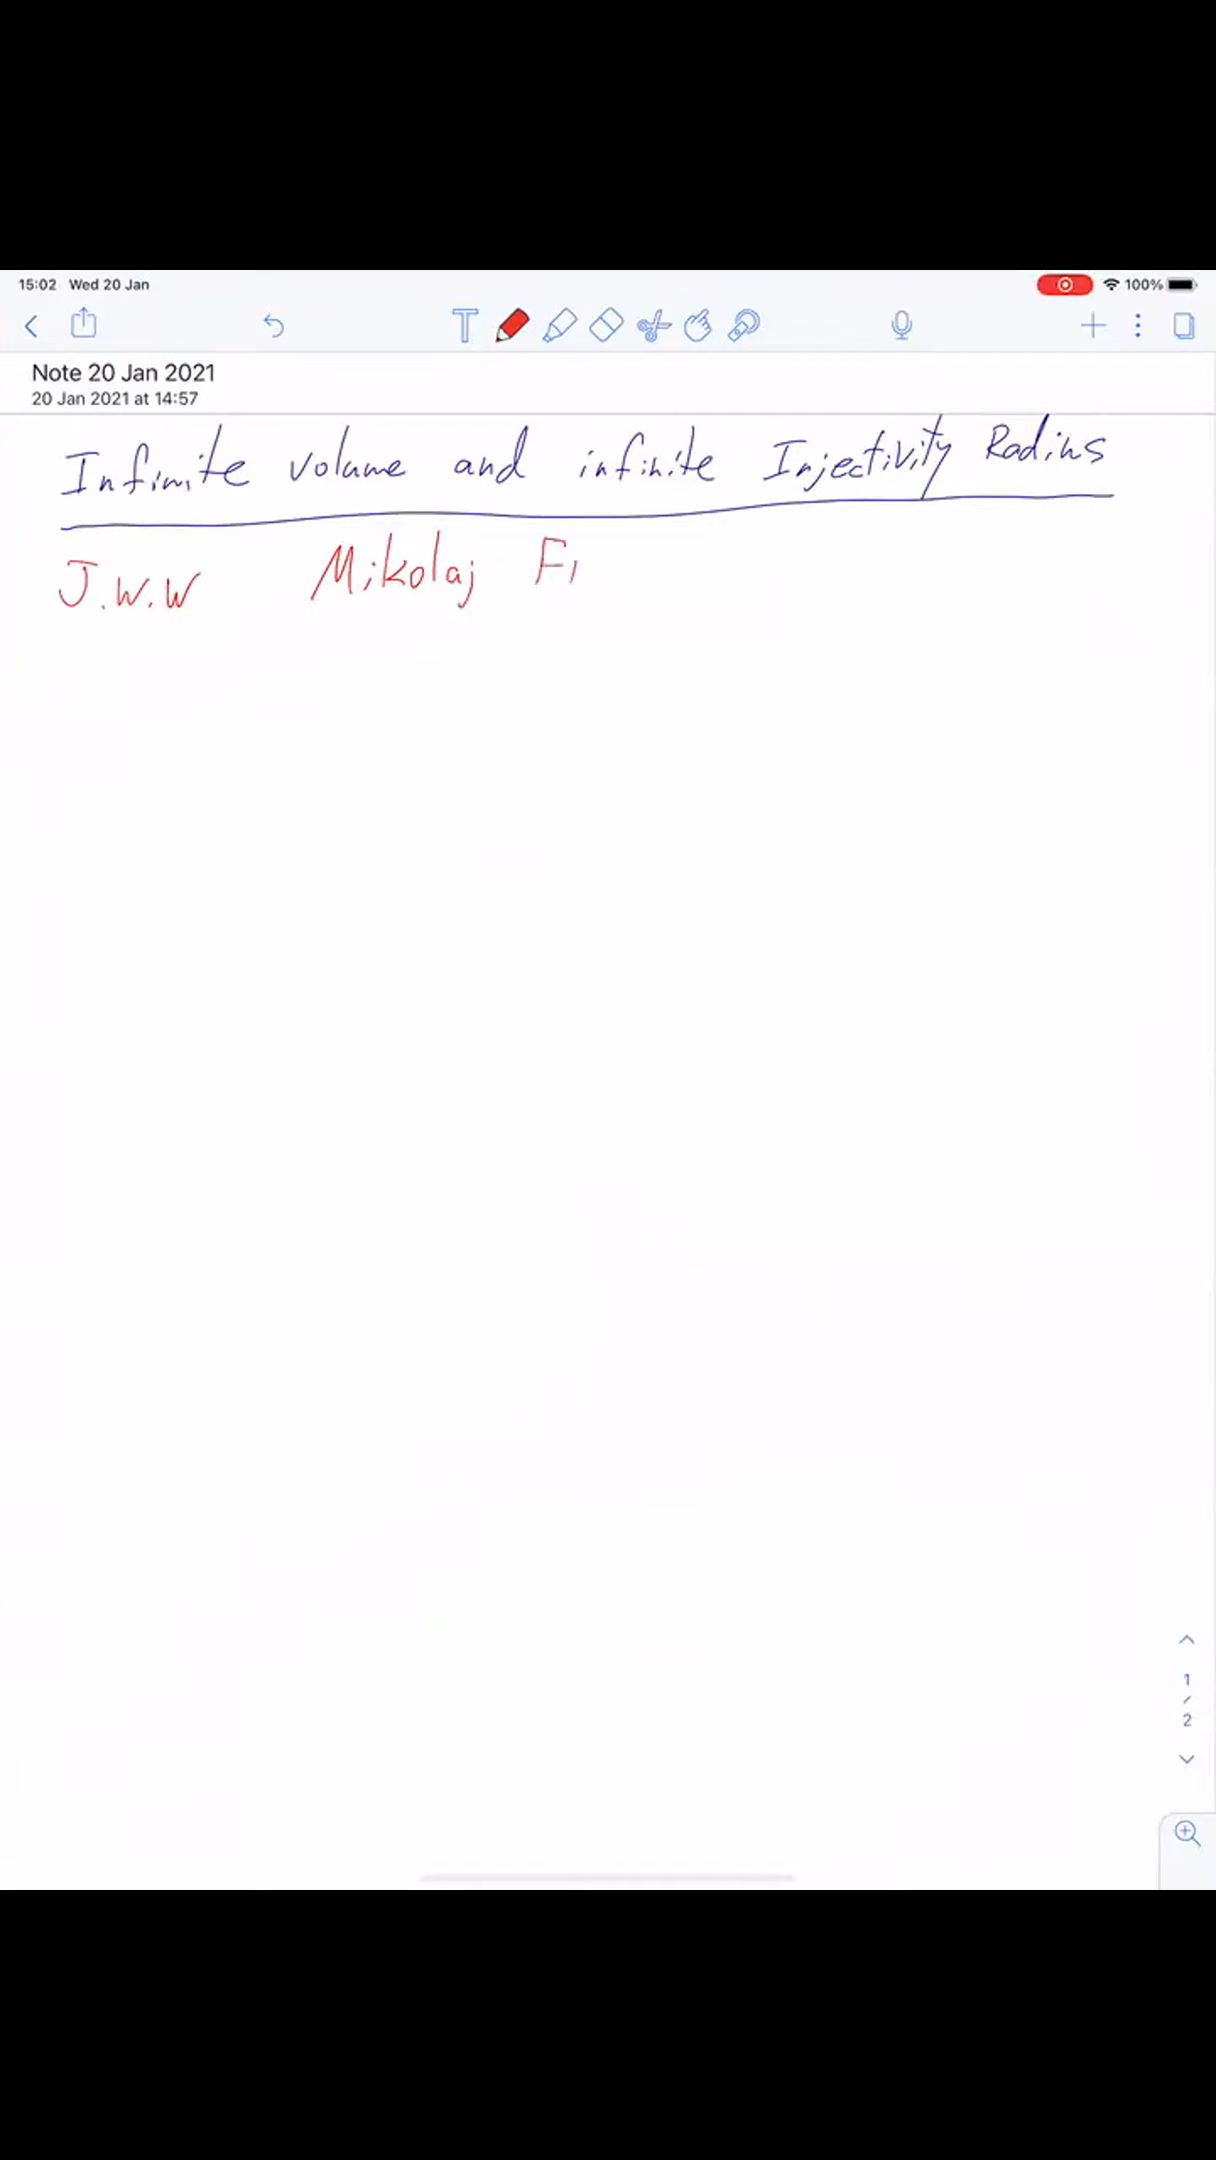 15:02 Wed 20 Jan 100%
T
Note 20 Jan 2021
20 Jan 2021 at 14:57
Infinite volume and infinite Injectivity Radius
J.W.W Mikolaj Fr
1
/
2